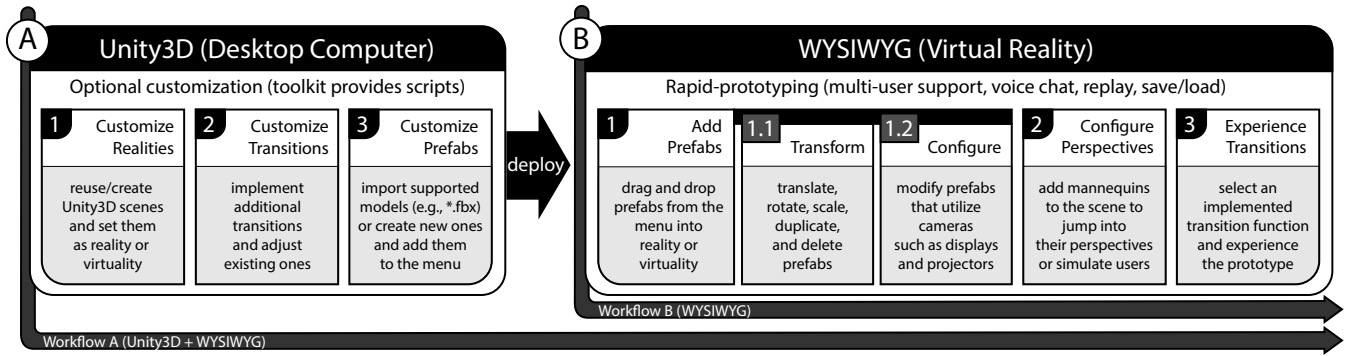 A
Unity3D (Desktop Computer)
Optional customization (toolkit provides scripts)
1
Customize
Realities
reuse/create
Unity3D scenes
and set them
as reality or
virtuality
2
Customize
Transitions
implement
additional
transitions
and adjust
existing ones
3
Customize
Prefabs
import supported
models (e.g., *.fbx)
or create new ones
and add them
to the menu
deploy
B
WYSIWYG (Virtual Reality)
Rapid-prototyping (multi-user support, voice chat, replay, save/load)
1
Add
Prefabs
drag and drop
prefabs from the
menu into
reality or
virtuality
1.1
Transform
translate,
rotate, scale,
duplicate,
and delete
prefabs
1.2
Configure
modify prefabs
that utilize
cameras
such as displays
and projectors
2
Configure
Perspectives
add mannequins
to the scene to
jump into
their perspectives
or simulate users
3
Experience
Transitions
select an
implemented
transition function
and experience
the prototype
Workflow B (WYSIWYG)
Workflow A (Unity3D + WYSIWYG)